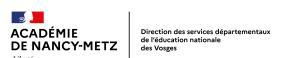 ACADÉMIE
DE NANCY-METZ
Direction des services départementaux
de l'éducation nationale
des Vosges